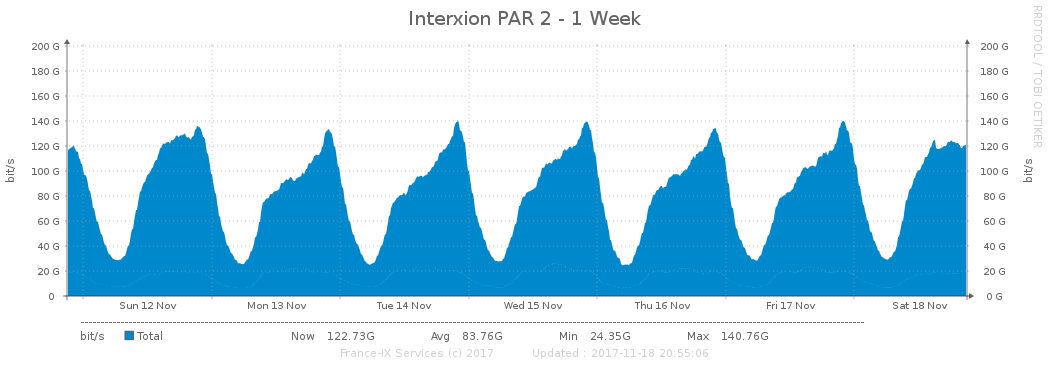 Interxion PAR 2 - 1 Week
RRDTOOL / TOBI OETIKER
bit/s
bit/s
200 G 200 G
180 G 180 G
160 G 160 G
140 G 140 G
120 G 120 G
100 G 100 G
80 G 80 G
60 G 60 G
40 G 40 G
20 G 20 G
0 0 G
Sun 12 Nov Mon 13 Nov Tue 14 Nov Wed 15 Nov Thu 16 Nov Fri 17 Nov Sat 18 Nov
bit/s Total Now 122.73G Avg 83.76G Min 24.35G Max 140.76G
France-IX Services (c) 2017 Updated : 2017-11-18 20:55:06